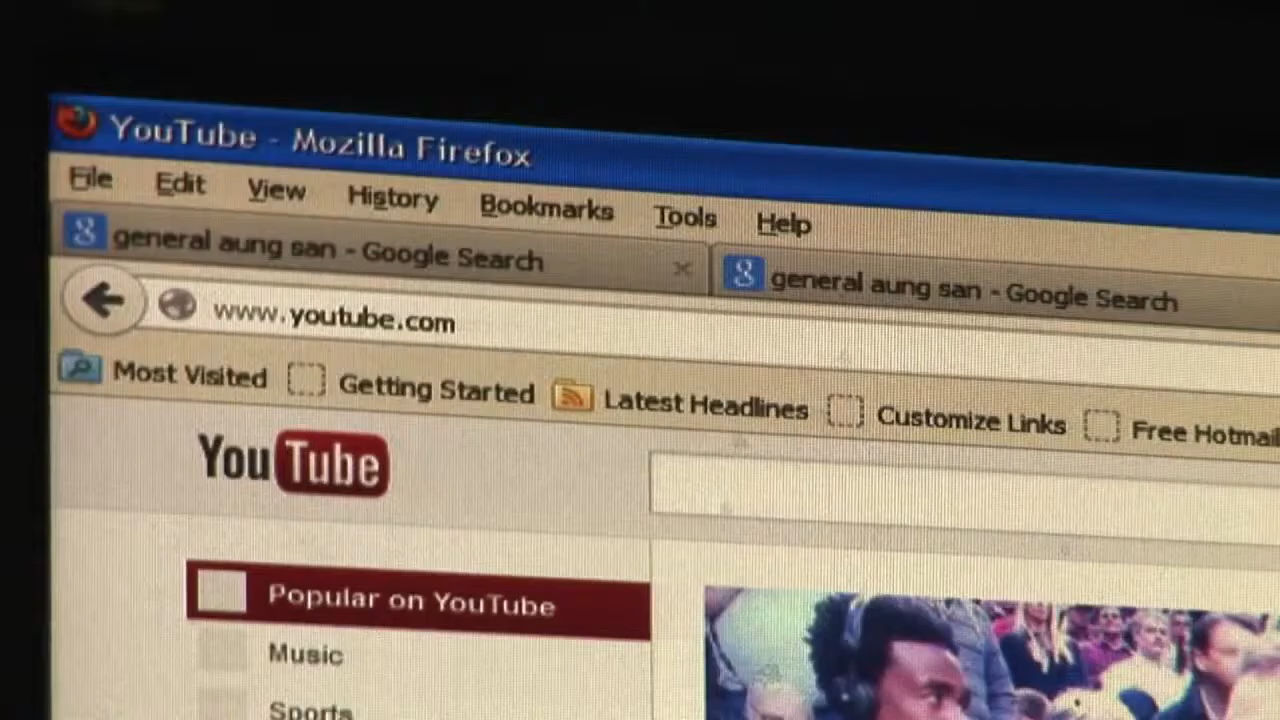 YouTube - Mozilla Firefox
File Edit View History Bookmarks Tools Help
general aung san - Google Search general aung san - Google Search
www.youtube.com
Most Visited Getting Started Latest Headlines Customize Links Free Hotmail
YouTube
Popular on YouTube
Music
Sports